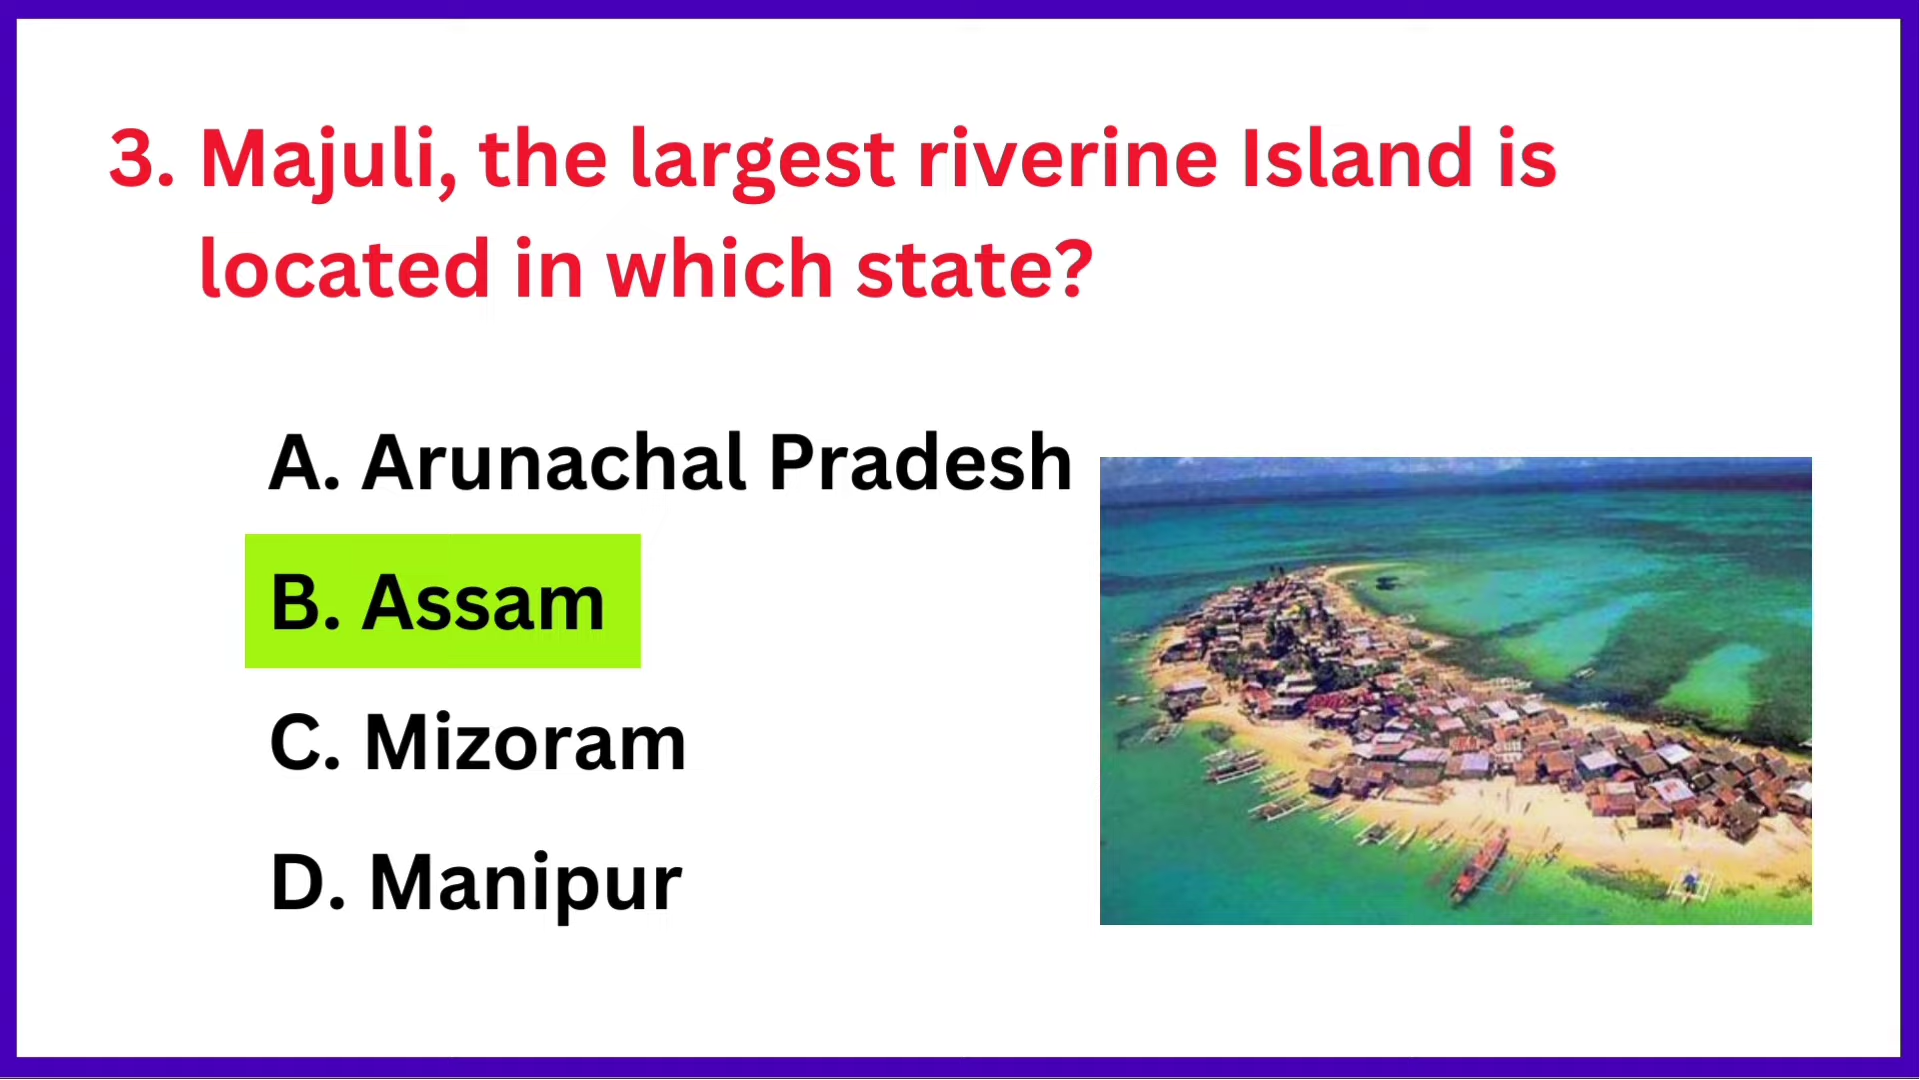 3. Majuli, the largest riverine Island is
located in which state?
A. Arunachal Pradesh
B. Assam
C. Mizoram
D. Manipur